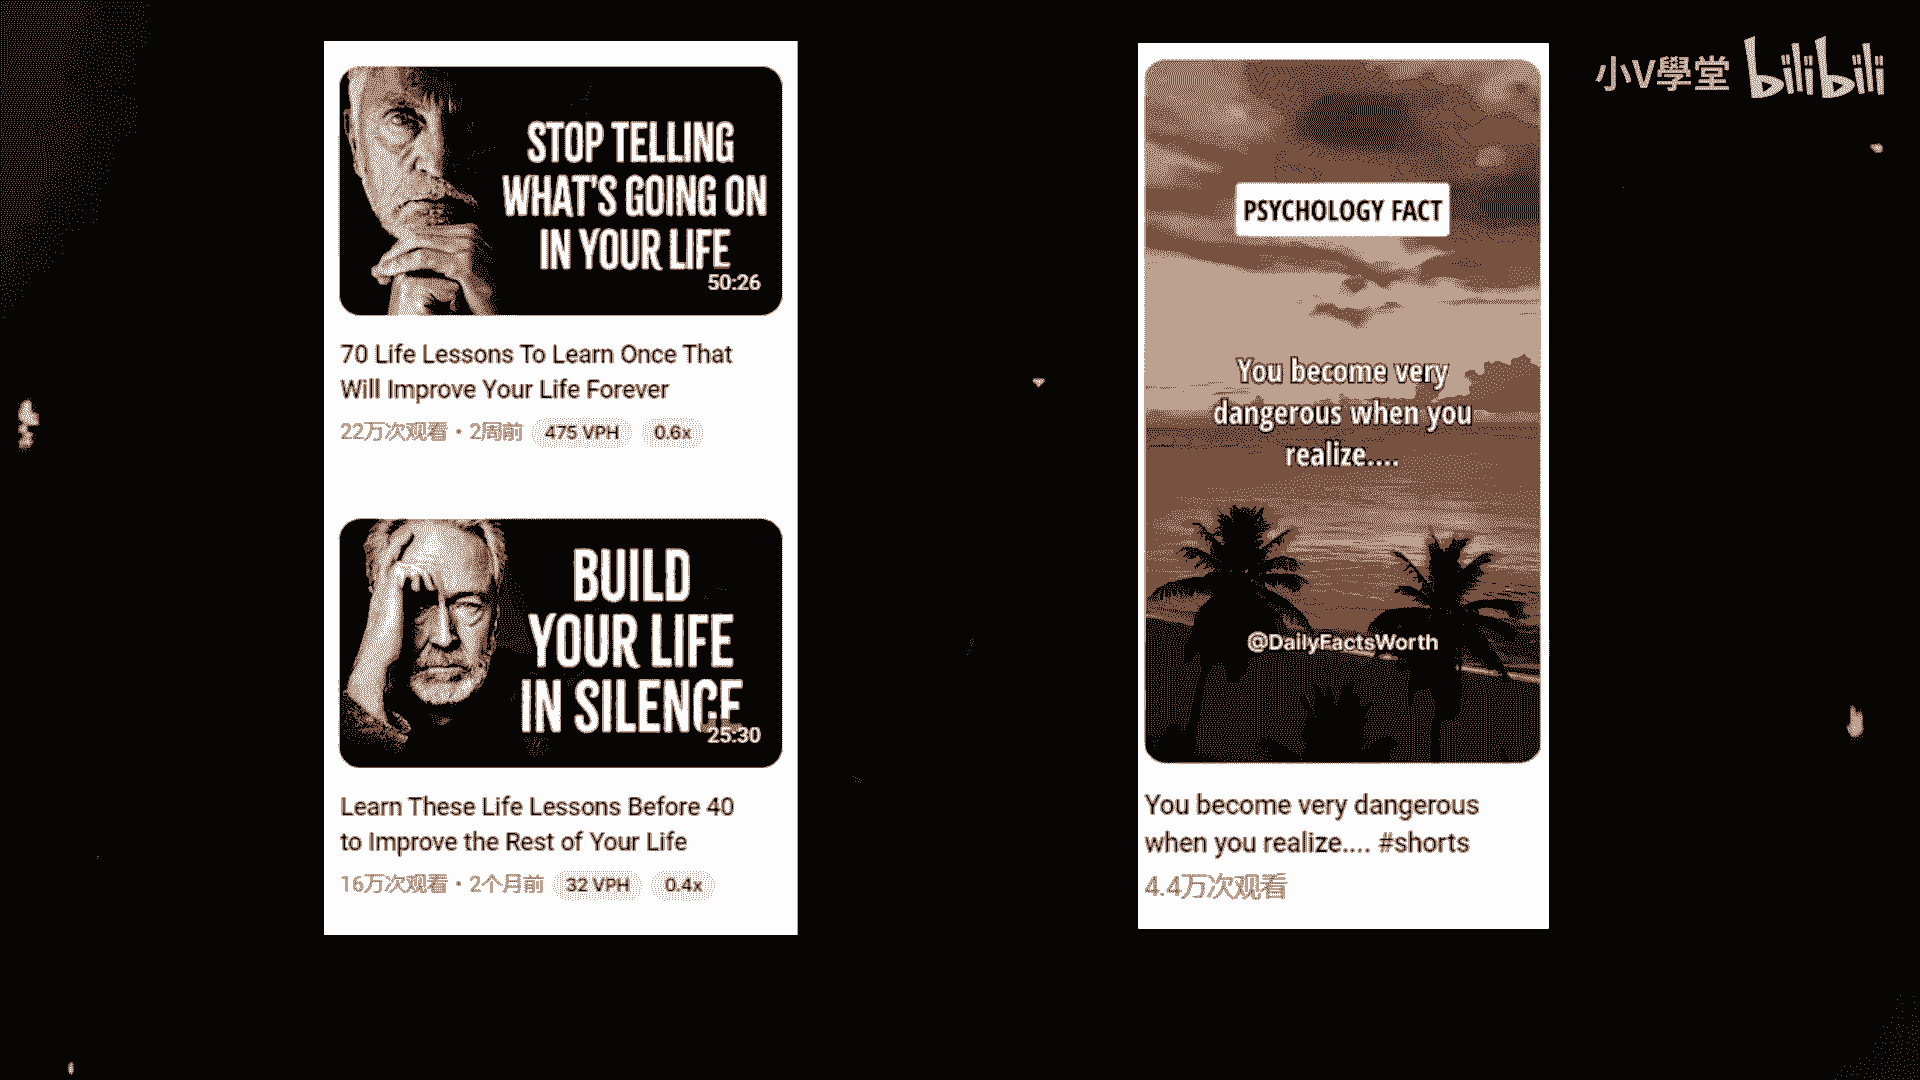 STOP TELLING
WHAT'S GOING ON
IN YOUR LIFE
50:26
70 Life Lessons To Learn Once That
Will Improve Your Life Forever
22万次观看・2周前 475 VPH 0.6x
BUILD
YOUR LIFE
IN SILENCE
25:30
Learn These Life Lessons Before 40
to Improve the Rest of Your Life
16万次观看・2个月前 32 VPH 0.4x
PSYCHOLOGY FACT
You become very
dangerous when you
realize....
@DailyFactsWorth
You become very dangerous
when you realize.... #shorts
4.4万次观看
小V學堂 bilibili